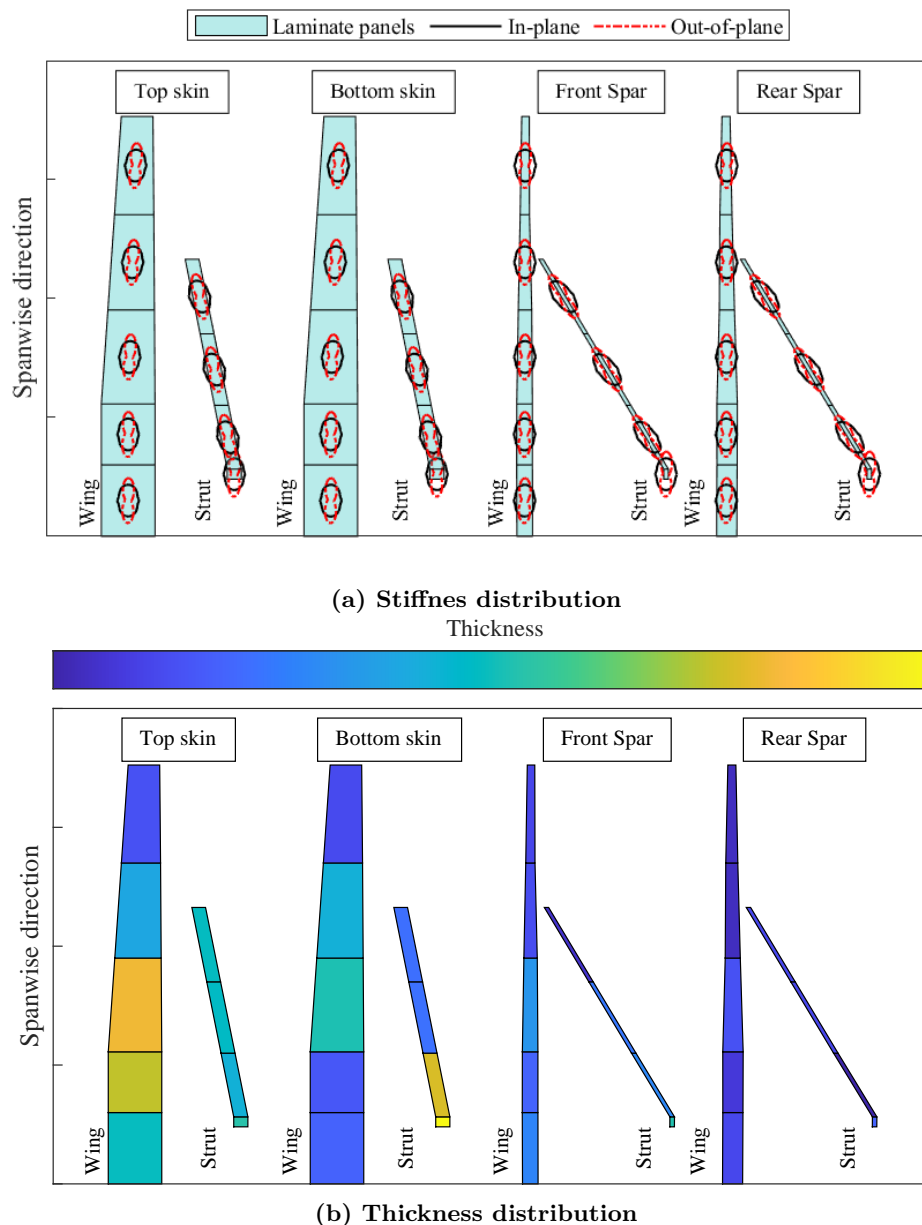 Laminate panels In-plane Out-of-plane
Top skin Bottom skin Front Spar Rear Spar
Spanwise direction
Wing Strut Wing Strut Wing Strut Wing Strut
(a) Stiffnes distribution
Thickness
Top skin Bottom skin Front Spar Rear Spar
Spanwise direction
Wing Strut Wing Strut Wing Strut Wing Strut
(b) Thickness distribution